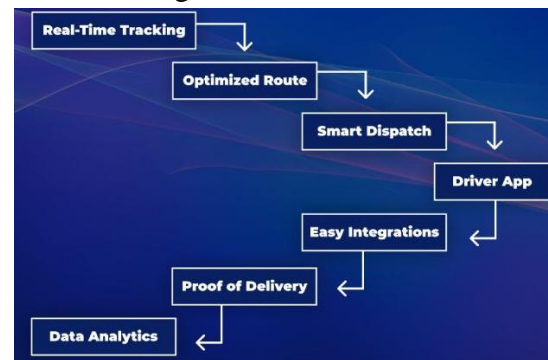 Real-Time Tracking
Optimized Route
Smart Dispatch
Driver App
Easy Integrations
Proof of Delivery
Data Analytics